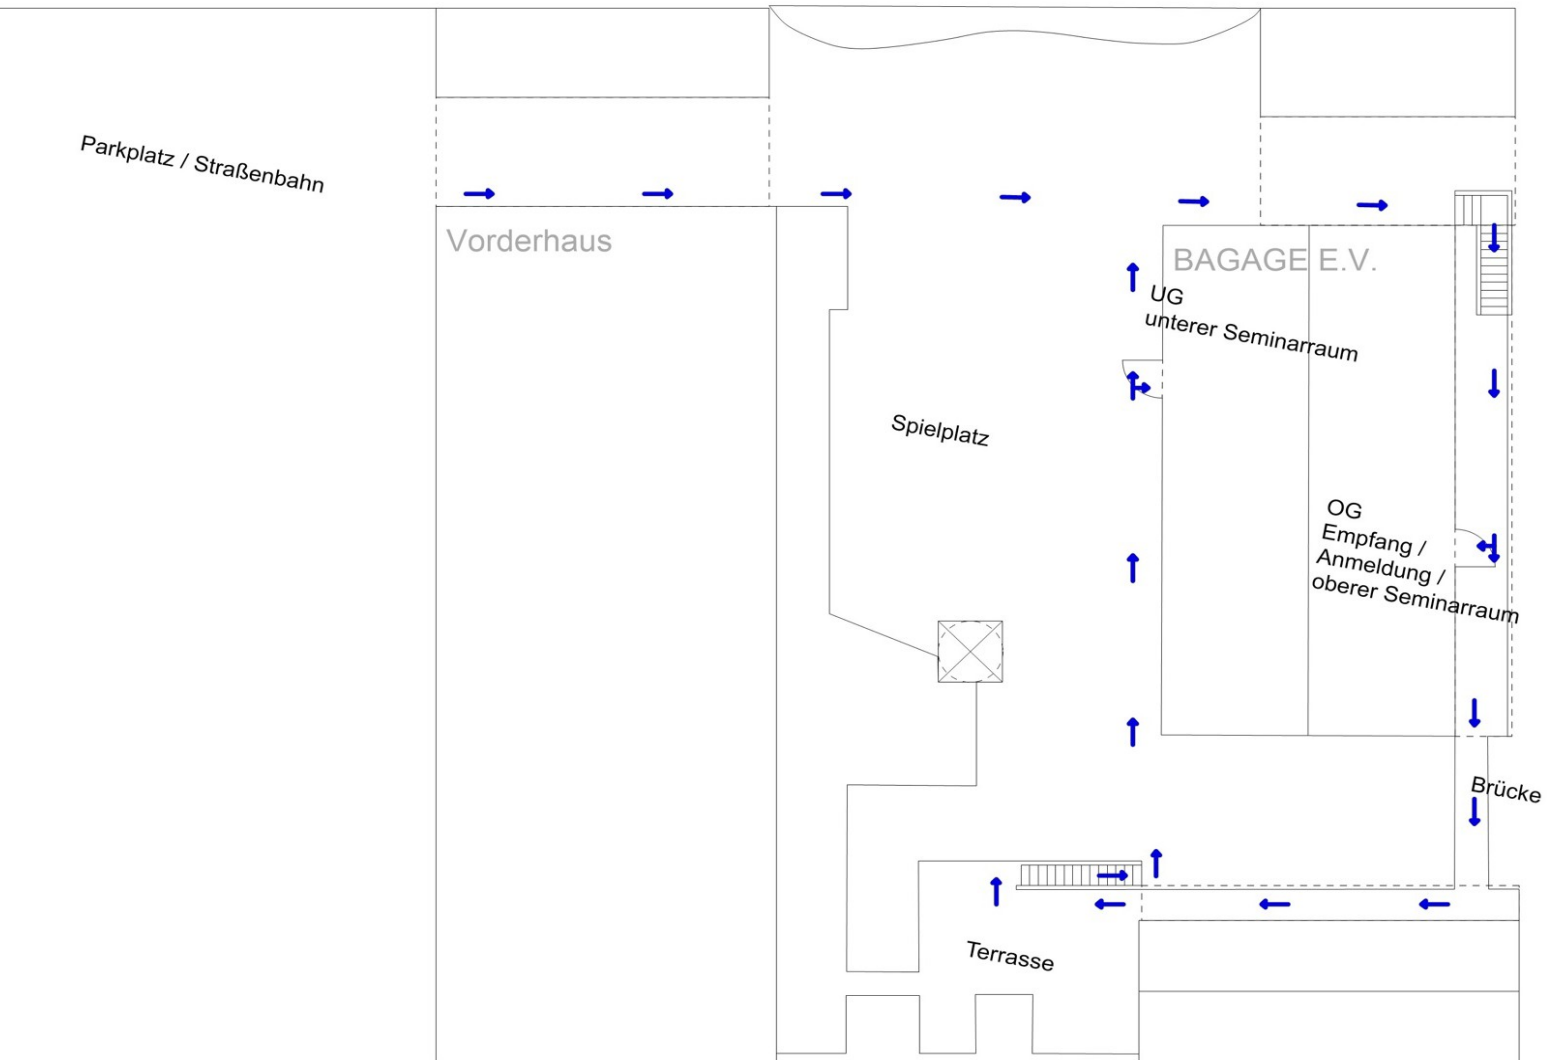 Parkplatz / Straßenbahn
Vorderhaus
BAGAGE E.V.
UG
unterer Seminarraum
Spielplatz
OG
Empfang /
Anmeldung /
oberer Seminarraum
Brücke
Terrasse